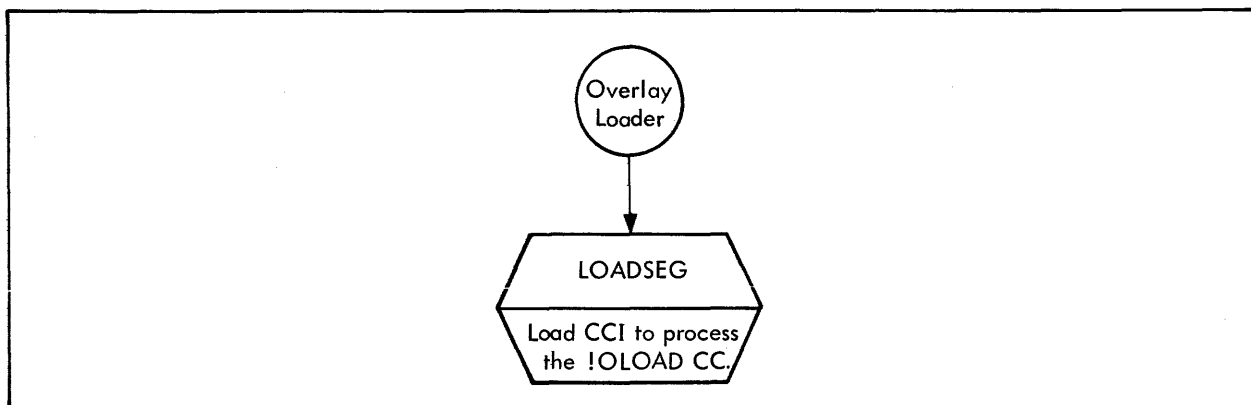 Overlay
Loader
LOADSEG
Load CCI to process
the !OLOAD CC.